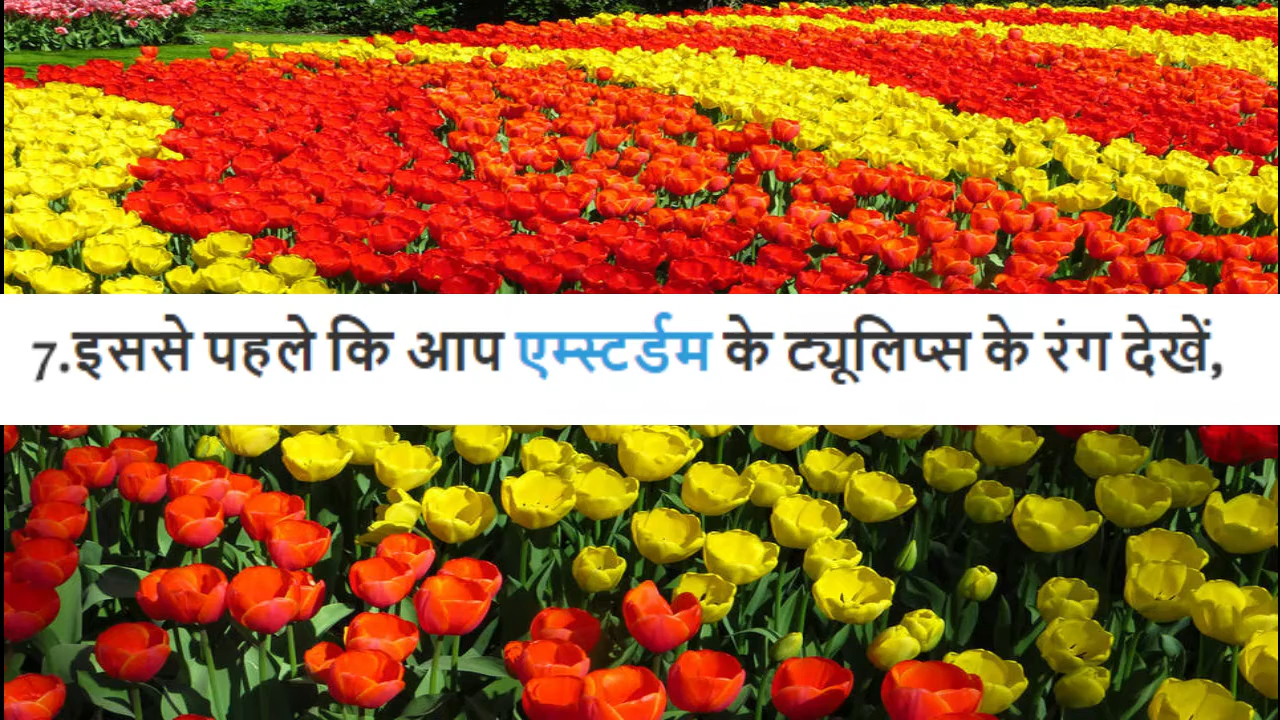 7.इससे पहले कि आप एम्स्टर्डम के ट्यूलिप्स के रंग देखें,